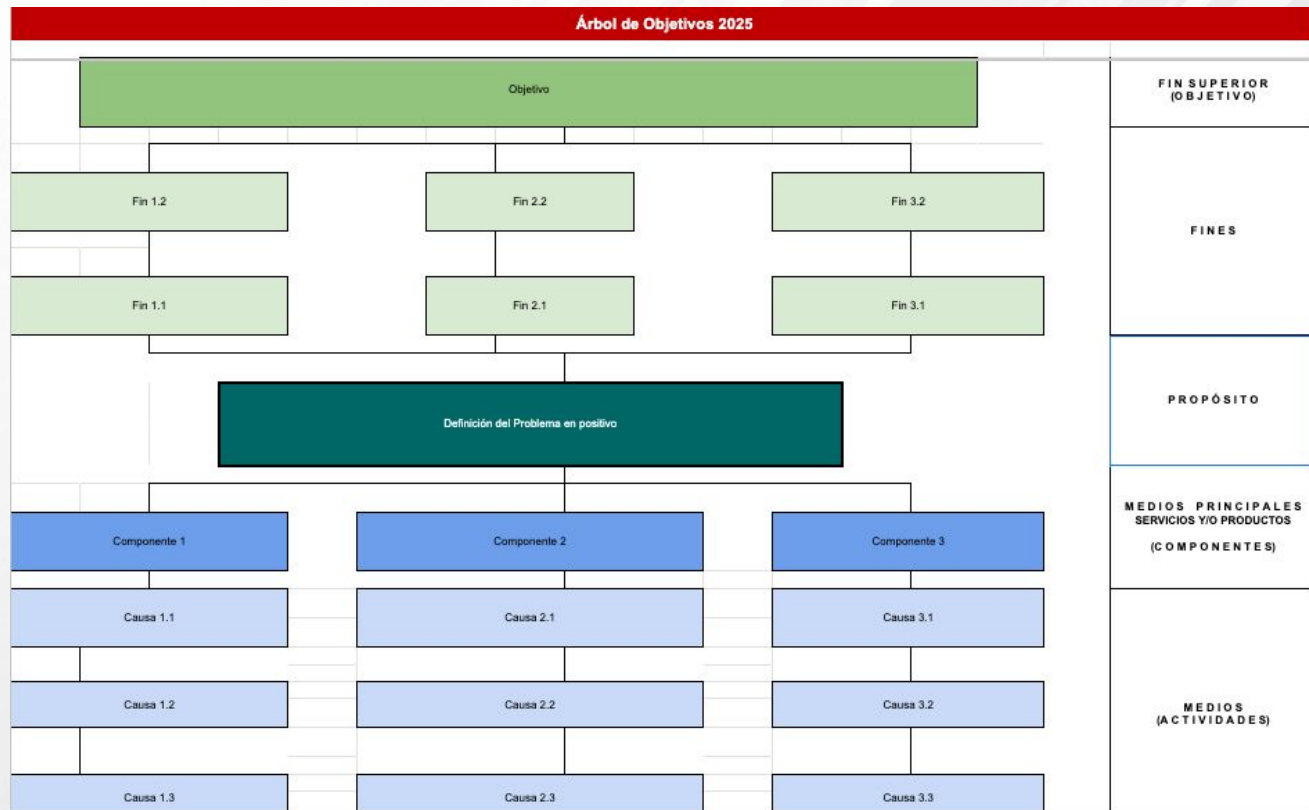 Árbol de Objetivos 2025
Objetivo
FIN SUPERIOR
(OBJETIVO)
Fin 1.2
Fin 2.2
Fin 3.2
FINES
Fin 1.1
Fin 2.1
Fin 3.1
Definición del Problema en positivo
PROPÓSITO
Componente 1
Componente 2
Componente 3
MEDIOS PRINCIPALES
SERVICIOS Y/O PRODUCTOS
(COMPONENTES)
Causa 1.1
Causa 2.1
Causa 3.1
Causa 1.2
Causa 2.2
Causa 3.2
MEDIOS
(ACTIVIDADES)
Causa 1.3
Causa 2.3
Causa 3.3